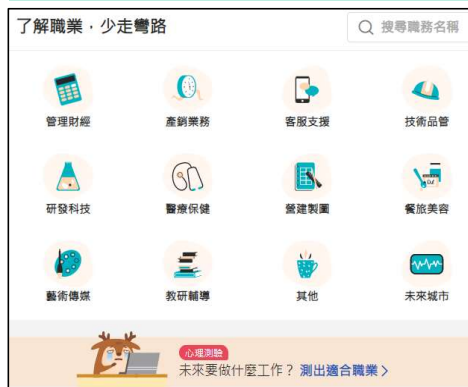 了解職業，少走彎路
搜尋職務名稱
管理財經
產銷業務
客服支援
技術品管
研發科技
醫療保健
營建製圖
餐旅美容
藝術傳媒
教研輔導
其他
未來城市
心理測驗
未來要做什麼工作？ 測出適合職業 >